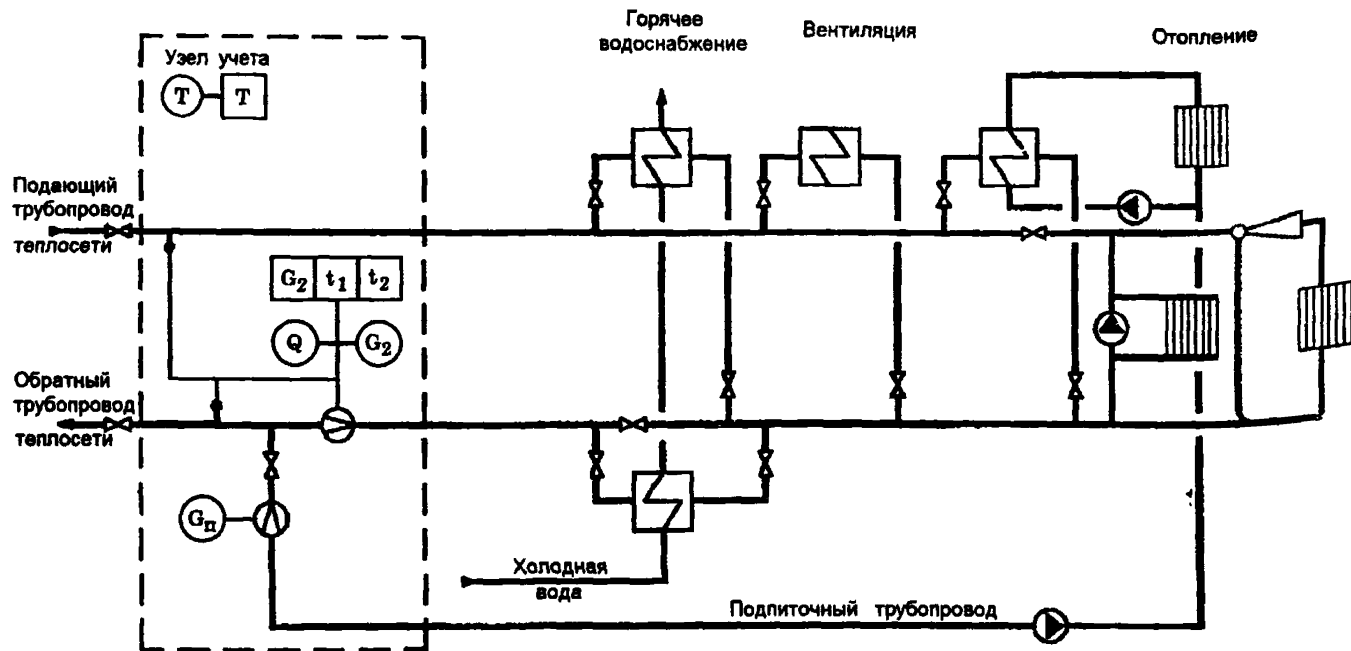 Горячее
водоснабжение
Вентиляция
Отопление
Узел учета
T T
Подающий
трубопровод
теплосети
G2 t1 t2
Q G2
Обратный
трубопровод
теплосети
Gп
Холодная
вода
Подпиточный трубопровод